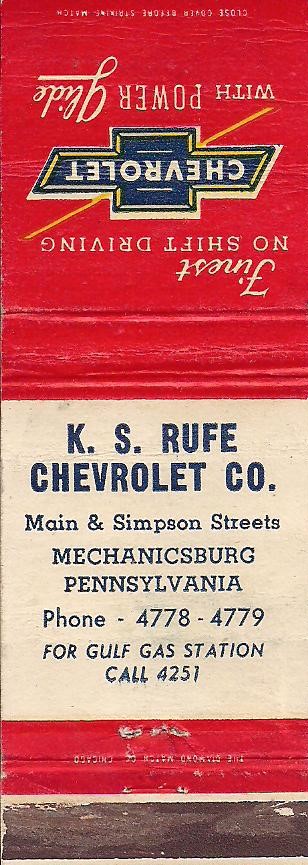 CLOSE COVER BEFORE STRIKING MATCH
Finest
NO SHIFT DRIVING
CHEVROLET
WITH POWER Glide
K. S. RUFE
CHEVROLET CO.
Main & Simpson Streets
MECHANICSBURG
PENNSYLVANIA
Phone - 4778 - 4779
FOR GULF GAS STATION
CALL 4251
THE DIAMOND MATCH CO. CHICAGO